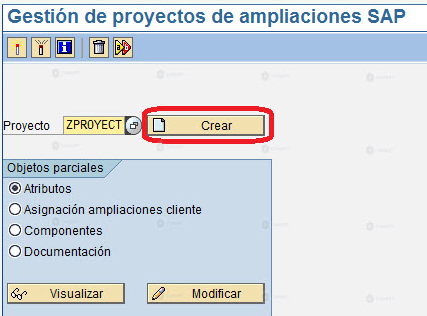 Gestión de proyectos de ampliaciones SAP
Proyecto ZPROYECT Crear
Objetos parciales
Atributos
Asignación ampliaciones cliente
Componentes
Documentación
Visualizar Modificar